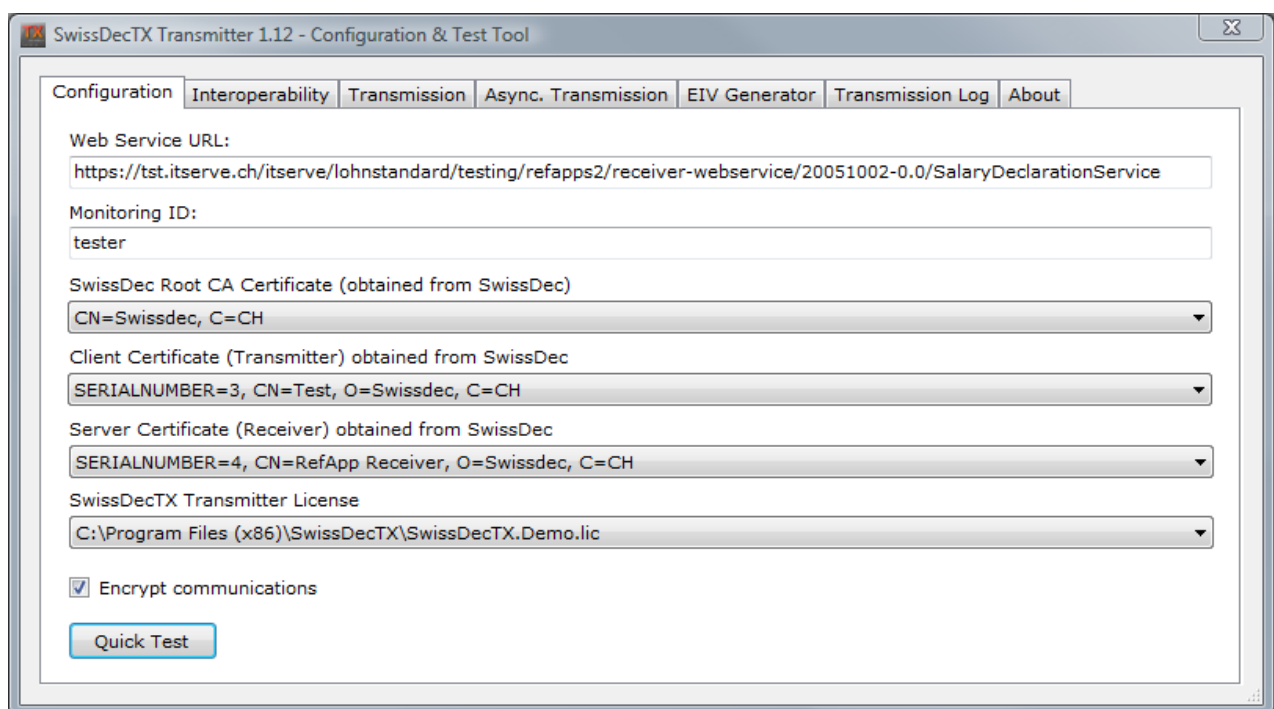 TX SwissDecTX Transmitter 1.12 - Configuration & Test Tool
Configuration Interoperability Transmission Async. Transmission EIV Generator Transmission Log About
Web Service URL:
https://tst.itserve.ch/itserve/lohnstandard/testing/refapps2/receiver-webservice/20051002-0.0/SalaryDeclarationService
Monitoring ID:
tester
SwissDec Root CA Certificate (obtained from SwissDec)
CN=Swissdec, C=CH
Client Certificate (Transmitter) obtained from SwissDec
SERIALNUMBER=3, CN=Test, O=Swissdec, C=CH
Server Certificate (Receiver) obtained from SwissDec
SERIALNUMBER=4, CN=RefApp Receiver, O=Swissdec, C=CH
SwissDecTX Transmitter License
C:\Program Files (x86)\SwissDecTX\SwissDecTX.Demo.lic
Encrypt communications
Quick Test